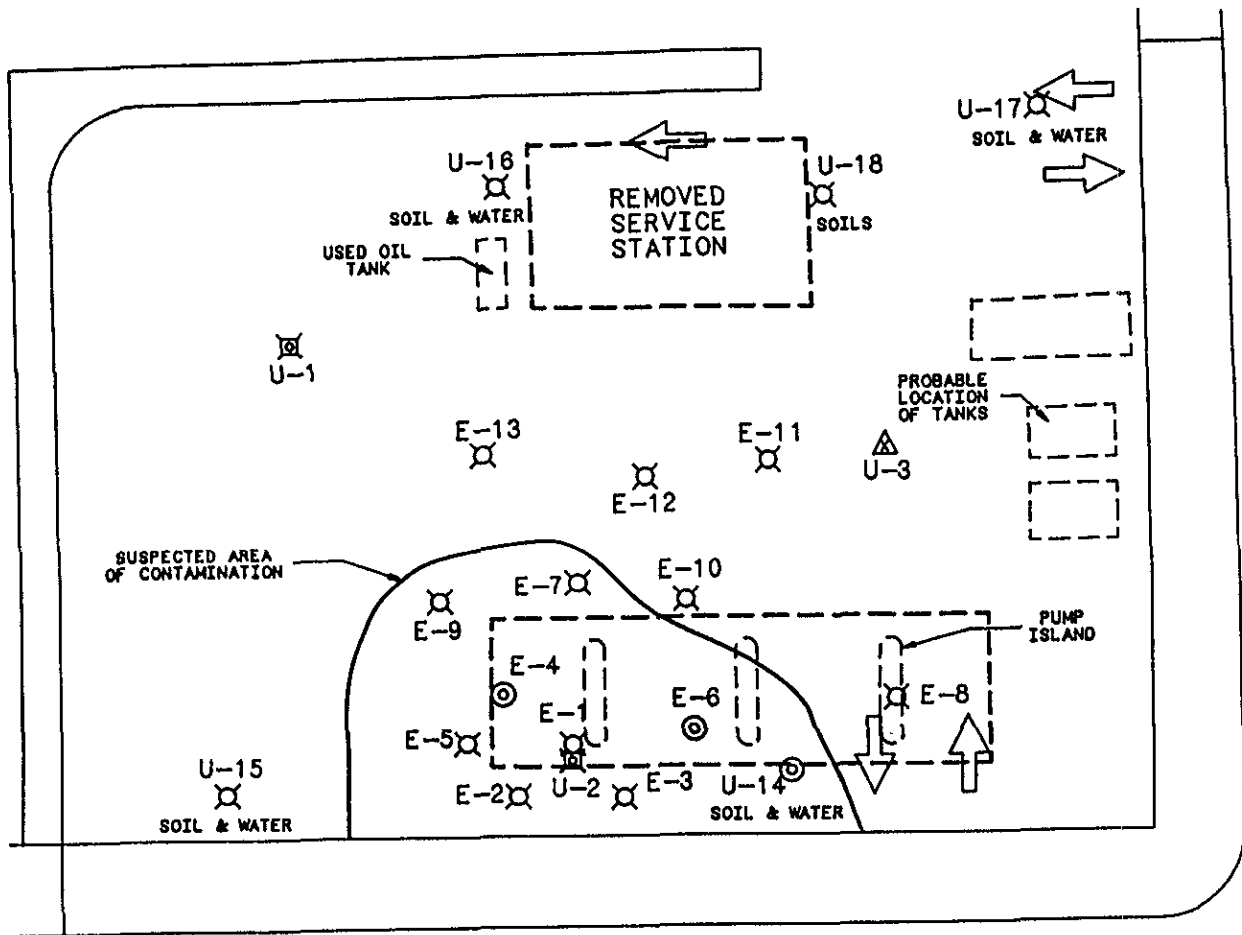 U-17
SOIL & WATER
U-16
SOIL & WATER
REMOVED
SERVICE
STATION
U-18
SOILS
USED OIL
TANK
U-1
PROBABLE
LOCATION
OF TANKS
E-13
E-12
E-11
U-3
SUSPECTED AREA
OF CONTAMINATION
E-7
E-10
E-9
PUMP
ISLAND
E-4
E-1
E-6
E-8
E-5
U-15
SOIL & WATER
E-2
U-2
E-3
U-14
SOIL & WATER